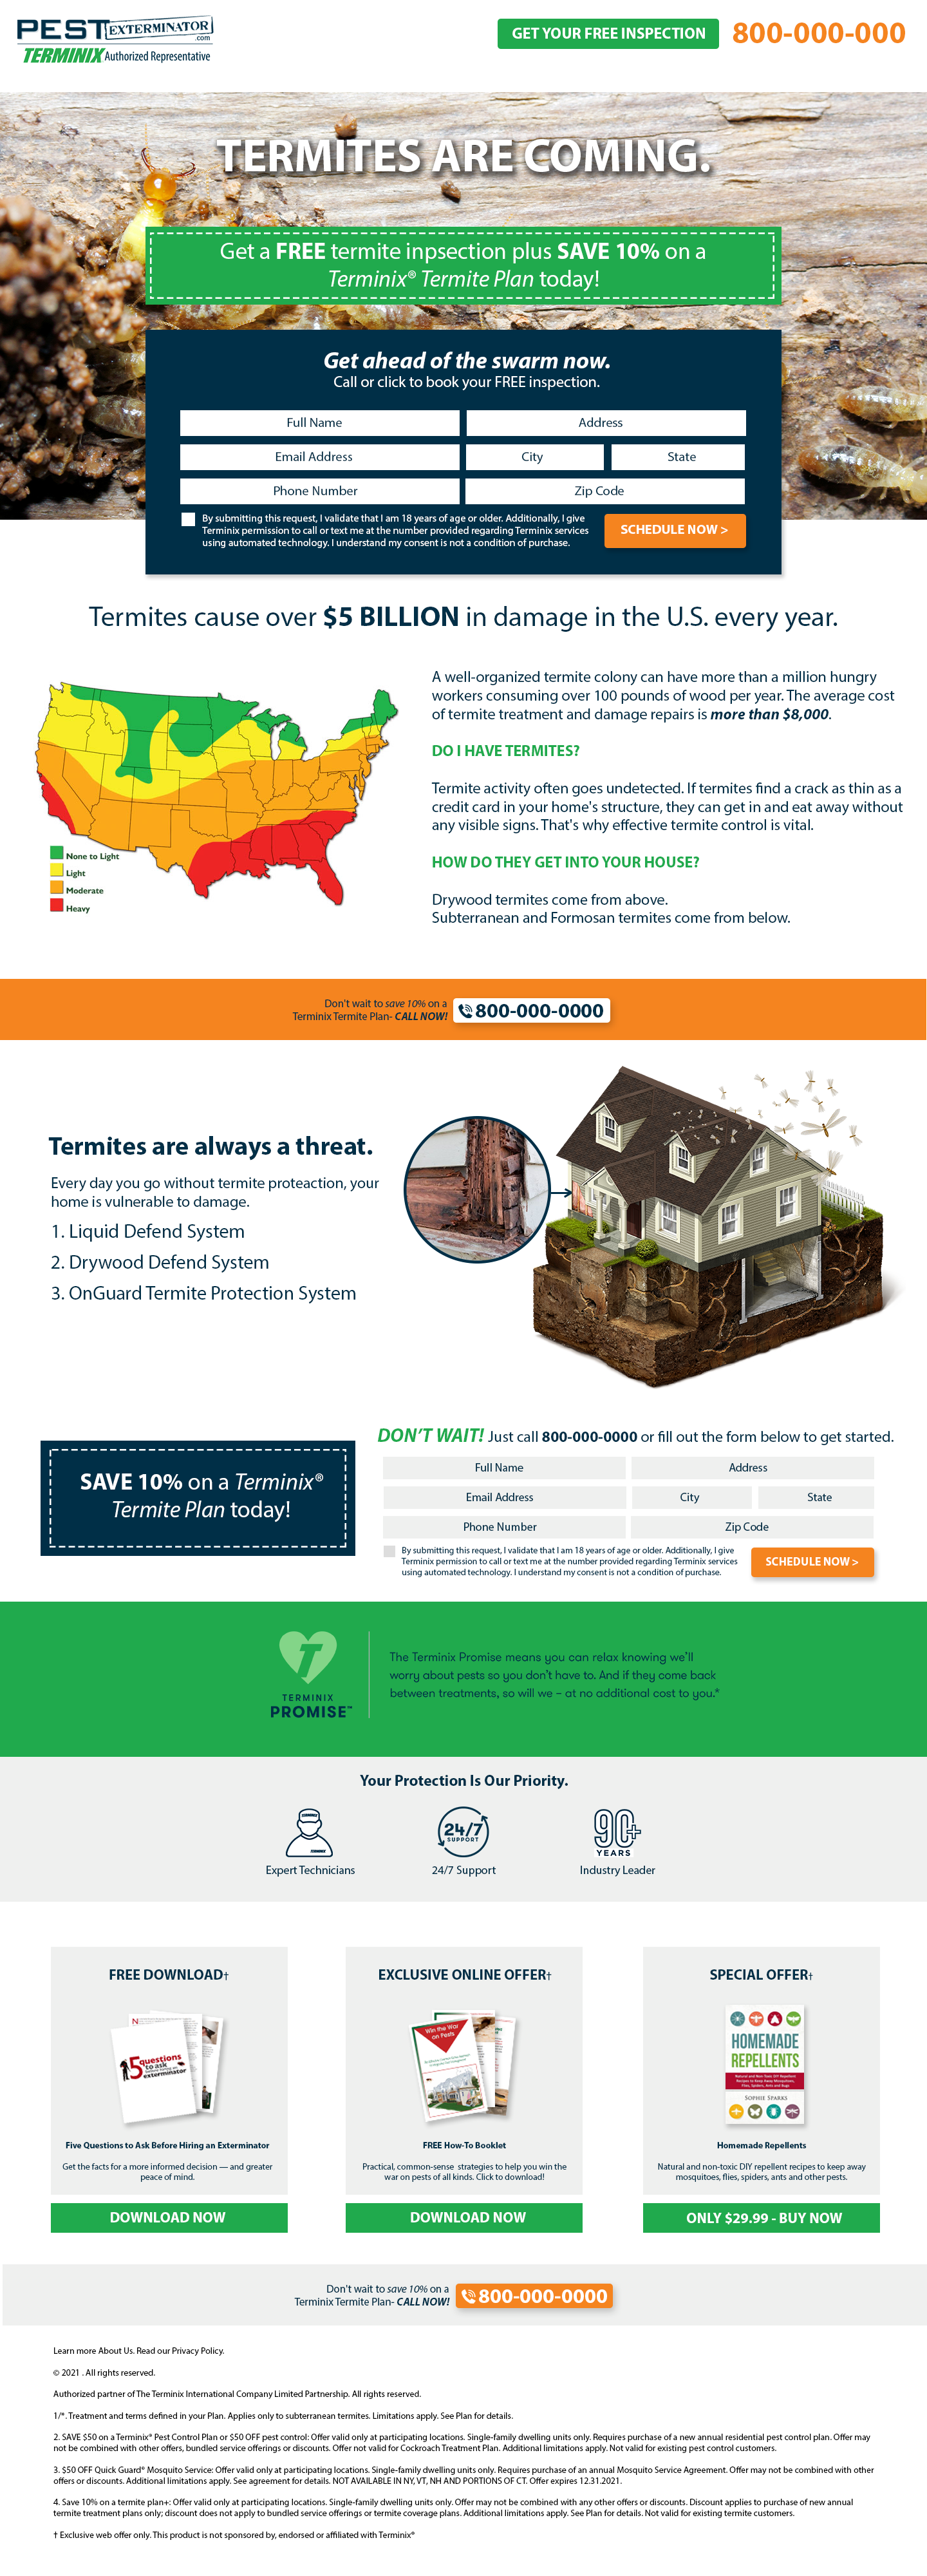 PEST EXTERMINATOR.com
TERMINIX Authorized Representative
GET YOUR FREE INSPECTION
800-000-000
TERMITES ARE COMING.
Get a FREE termite inpsection plus SAVE 10% on a
Terminix® Termite Plan today!
Get ahead of the swarm now.
Call or click to book your FREE inspection.
Full Name
Address
Email Address
City
State
Phone Number
Zip Code
By submitting this request, I validate that I am 18 years of age or older. Additionally, I give
Terminix permission to call or text me at the number provided regarding Terminix services
using automated technology. I understand my consent is not a condition of purchase.
SCHEDULE NOW >
Termites cause over $5 BILLION in damage in the U.S. every year.
None to Light
Light
Moderate
Heavy
A well-organized termite colony can have more than a million hungry
workers consuming over 100 pounds of wood per year. The average cost
of termite treatment and damage repairs is more than $8,000.
DO I HAVE TERMITES?
Termite activity often goes undetected. If termites find a crack as thin as a
credit card in your home's structure, they can get in and eat away without
any visible signs. That's why effective termite control is vital.
HOW DO THEY GET INTO YOUR HOUSE?
Drywood termites come from above.
Subterranean and Formosan termites come from below.
Don't wait to save 10% on a
Terminix Termite Plan- CALL NOW!
800-000-0000
Termites are always a threat.
Every day you go without termite proteaction, your
home is vulnerable to damage.
1. Liquid Defend System
2. Drywood Defend System
3. OnGuard Termite Protection System
SAVE 10% on a Terminix®
Termite Plan today!
DON'T WAIT! Just call 800-000-0000 or fill out the form below to get started.
Full Name
Address
Email Address
City
State
Phone Number
Zip Code
By submitting this request, I validate that I am 18 years of age or older. Additionally, I give
Terminix permission to call or text me at the number provided regarding Terminix services
using automated technology. I understand my consent is not a condition of purchase.
SCHEDULE NOW >
TERMINIX
PROMISE™
The Terminix Promise means you can relax knowing we'll
worry about pests so you don't have to. And if they come back
between treatments, so will we – at no additional cost to you.*
Your Protection Is Our Priority.
24/7
SUPPORT
90+
YEARS
Expert Technicians
24/7 Support
Industry Leader
FREE DOWNLOAD†
5 questions
to ask
before hiring an
exterminator
Five Questions to Ask Before Hiring an Exterminator
Get the facts for a more informed decision — and greater
peace of mind.
DOWNLOAD NOW
EXCLUSIVE ONLINE OFFER†
Win the War
on Pests
FREE How-To Booklet
Practical, common-sense strategies to help you win the
war on pests of all kinds. Click to download!
DOWNLOAD NOW
SPECIAL OFFER†
HOMEMADE
REPELLENTS
Natural and Non-Toxic DIY Repellent
Recipes to Keep Away Mosquitoes,
Flies, Spiders, Ants and Bugs
SOPHIE SPARKS
Homemade Repellents
Natural and non-toxic DIY repellent recipes to keep away
mosquitoes, flies, spiders, ants and other pests.
ONLY $29.99 - BUY NOW
Don't wait to save 10% on a
Terminix Termite Plan- CALL NOW!
800-000-0000
Learn more About Us. Read our Privacy Policy.
© 2021 . All rights reserved.
Authorized partner of The Terminix International Company Limited Partnership. All rights reserved.
1/*. Treatment and terms defined in your Plan. Applies only to subterranean termites. Limitations apply. See Plan for details.
2. SAVE $50 on a Terminix® Pest Control Plan or $50 OFF pest control: Offer valid only at participating locations. Single-family dwelling units only. Requires purchase of a new annual residential pest control plan. Offer may
not be combined with other offers, bundled service offerings or discounts. Offer not valid for Cockroach Treatment Plan. Additional limitations apply. Not valid for existing pest control customers.
3. $50 OFF Quick Guard® Mosquito Service: Offer valid only at participating locations. Single-family dwelling units only. Requires purchase of an annual Mosquito Service Agreement. Offer may not be combined with other
offers or discounts. Additional limitations apply. See agreement for details. NOT AVAILABLE IN NY, VT, NH AND PORTIONS OF CT. Offer expires 12.31.2021.
4. Save 10% on a termite plan+: Offer valid only at participating locations. Single-family dwelling units only. Offer may not be combined with any other offers or discounts. Discount applies to purchase of new annual
termite treatment plans only; discount does not apply to bundled service offerings or termite coverage plans. Additional limitations apply. See Plan for details. Not valid for existing termite customers.
† Exclusive web offer only. This product is not sponsored by, endorsed or affiliated with Terminix®